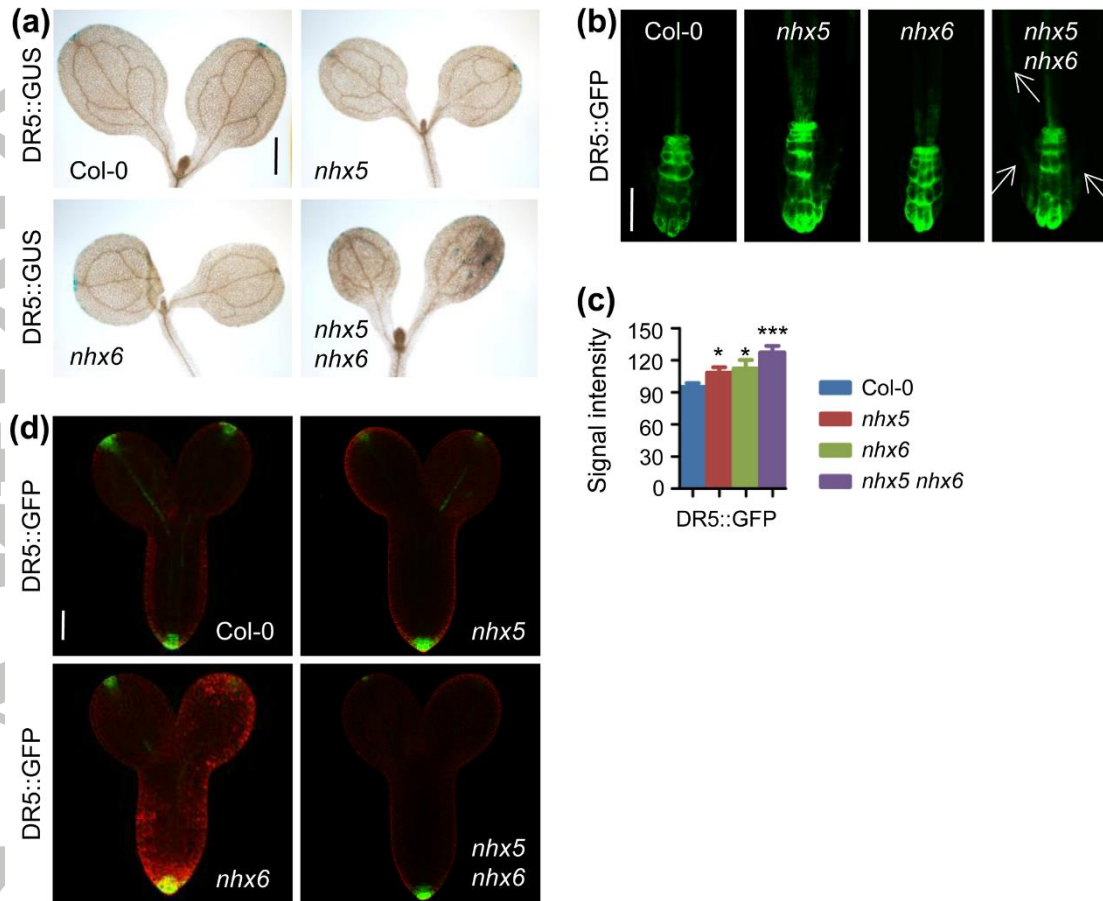 (a)
DR5::GUS
Col-0
nhx5
DR5::GUS
nhx6
nhx5
nhx6
(b)
DR5::GFP
Col-0
nhx5
nhx6
nhx5
nhx6
(c)
Signal intensity
150
120
90
60
30
0
*
*
***
DR5::GFP
Col-0
nhx5
nhx6
nhx5 nhx6
(d)
DR5::GFP
Col-0
nhx5
DR5::GFP
nhx6
nhx5
nhx6